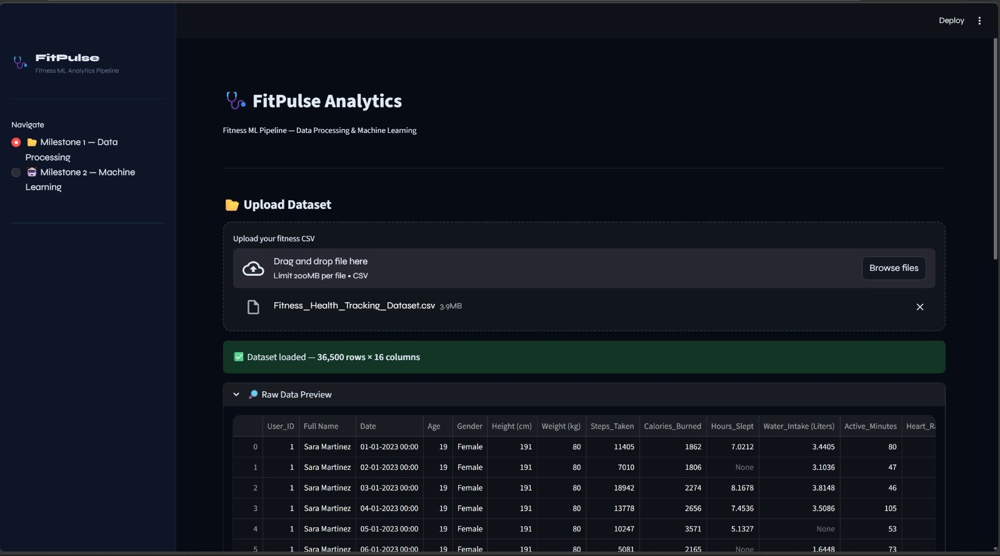 Deploy
FitPulse
Fitness ML Analytics Pipeline
Navigate
Milestone 1 — Data
Processing
Milestone 2 — Machine
Learning
FitPulse Analytics
Fitness ML Pipeline — Data Processing & Machine Learning
Upload Dataset
Upload your fitness CSV
Drag and drop file here
Limit 200MB per file • CSV
Browse files
Fitness_Health_Tracking_Dataset.csv 3.9MB
Dataset loaded — 36,500 rows × 16 columns
Raw Data Preview
User_ID Full Name Date Age Gender Height (cm) Weight (kg) Steps_Taken Calories_Burned Hours_Slept Water_Intake (Liters) Active_Minutes
0 1 Sara Martinez 01-01-2023 00:00 19 Female 191 80 11405 1862 7.0212 3.4405 80
1 1 Sara Martinez 02-01-2023 00:00 19 Female 191 80 7010 1806 None 3.1036 47
2 1 Sara Martinez 03-01-2023 00:00 19 Female 191 80 18942 2274 8.1678 3.8148 46
3 1 Sara Martinez 04-01-2023 00:00 19 Female 191 80 13778 2656 7.4536 3.5086 105
4 1 Sara Martinez 05-01-2023 00:00 19 Female 191 80 10247 3571 5.1327 None 53
5 1 Sara Martinez 06-01-2023 00:00 19 Female 191 80 5081 2165 None 1.6448 73